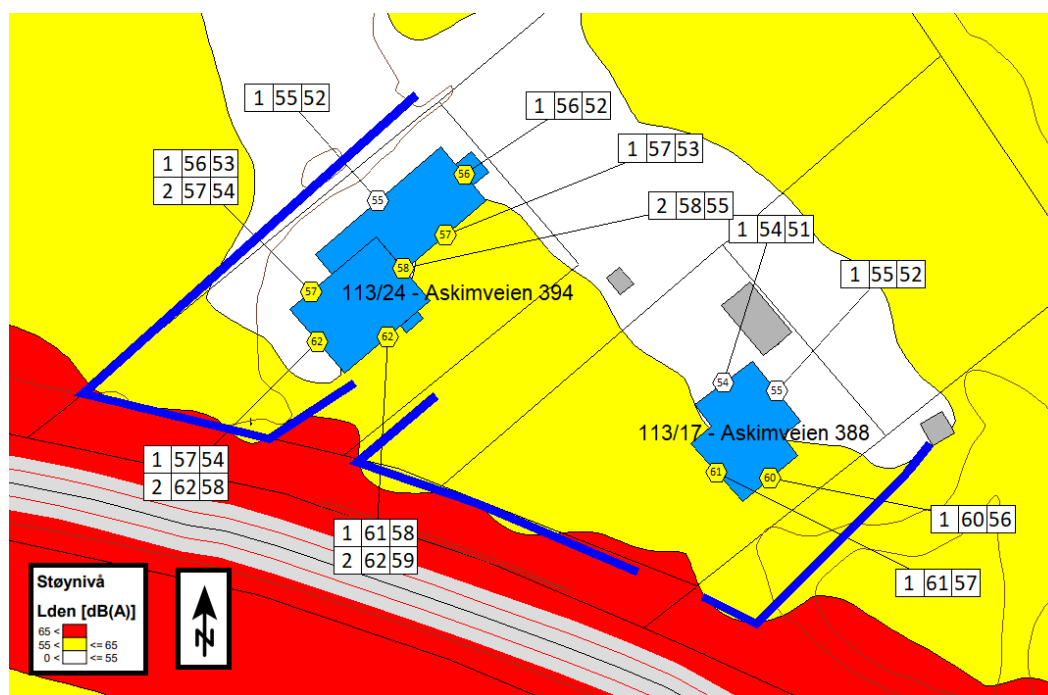 1 55 52
1 56 52
1 56 53
2 57 54
1 57 53
2 58 55
1 54 51
1 55 52
56
55
57
58
57
113/24 - Askimveien 394
62
62
54
55
113/17 - Askimveien 388
61
60
1 57 54
2 62 58
1 61 58
2 62 59
1 60 56
1 61 57
Støynivå
Lden [dB(A)]
65 <
55 < <= 65
0 < <= 55
N